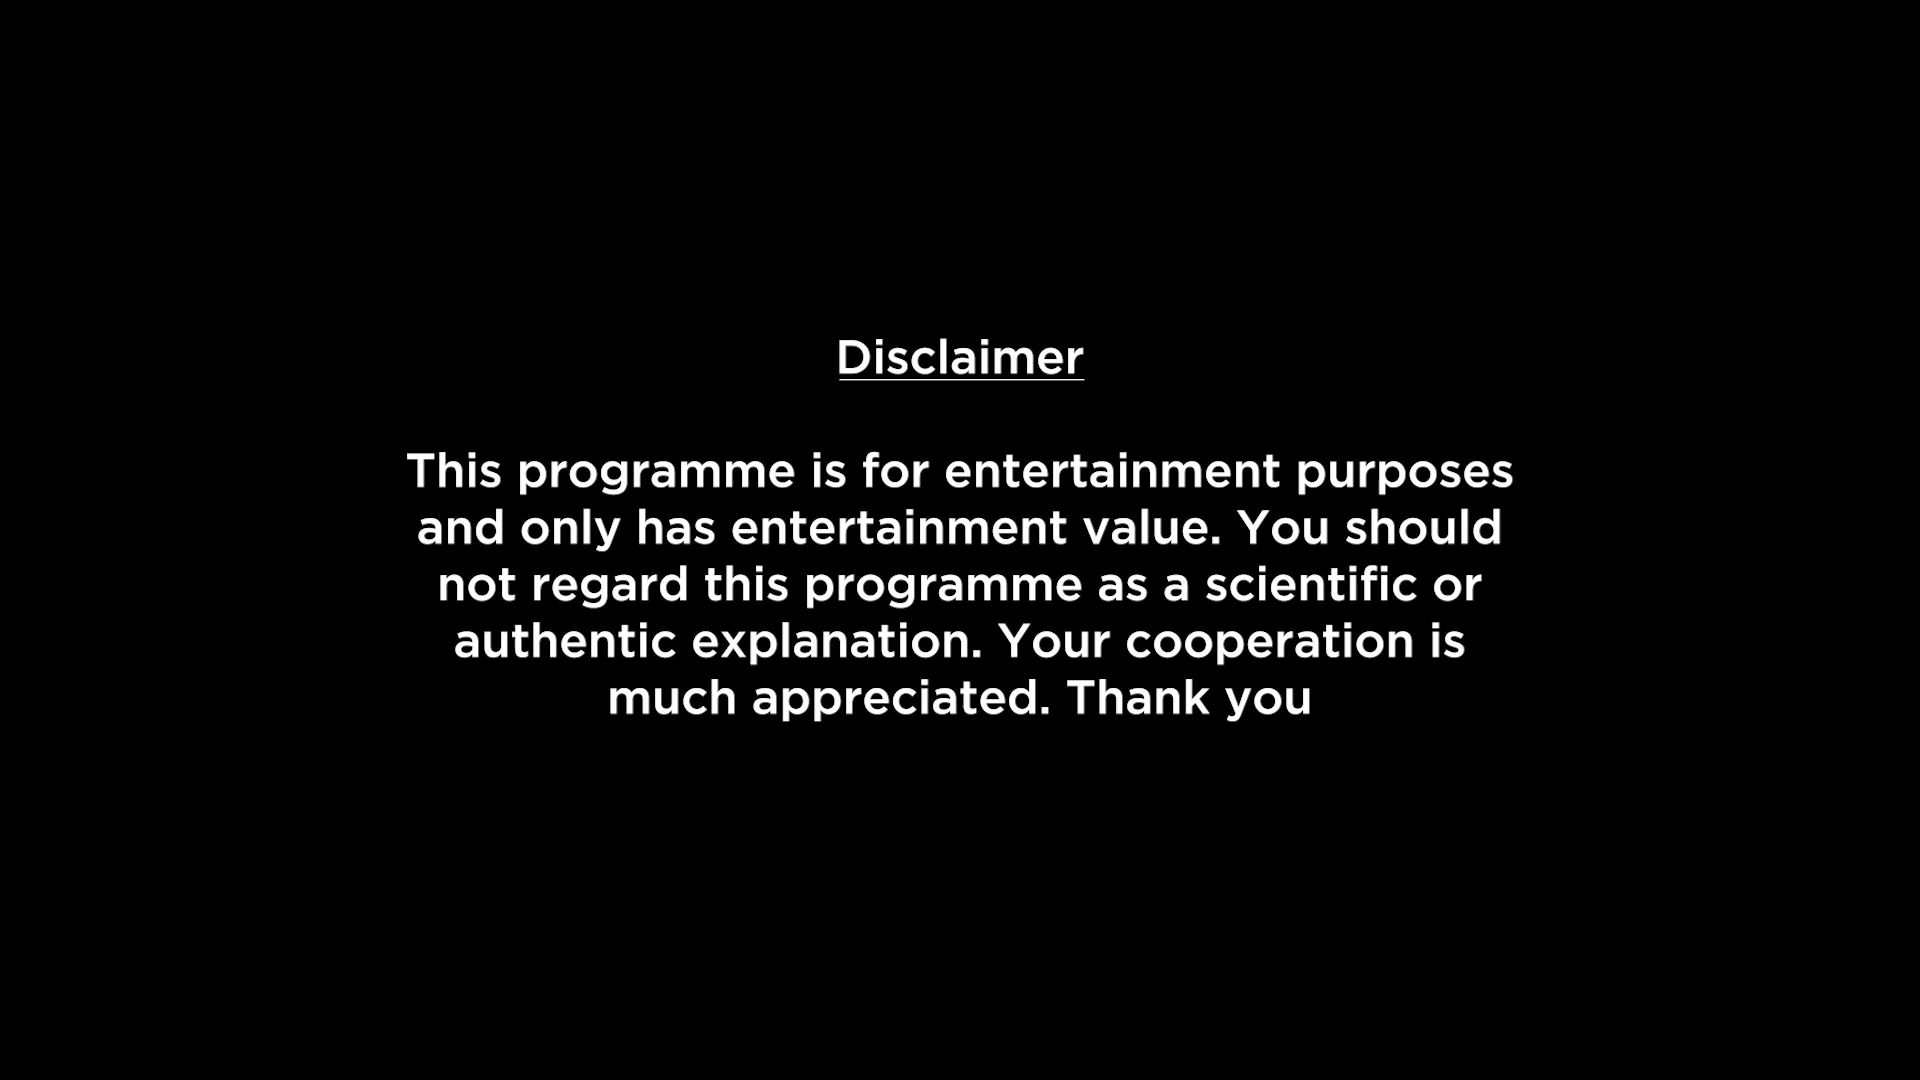 Disclaimer
This programme is for entertainment purposes
and only has entertainment value. You should
not regard this programme as a scientific or
authentic explanation. Your cooperation is
much appreciated. Thank you